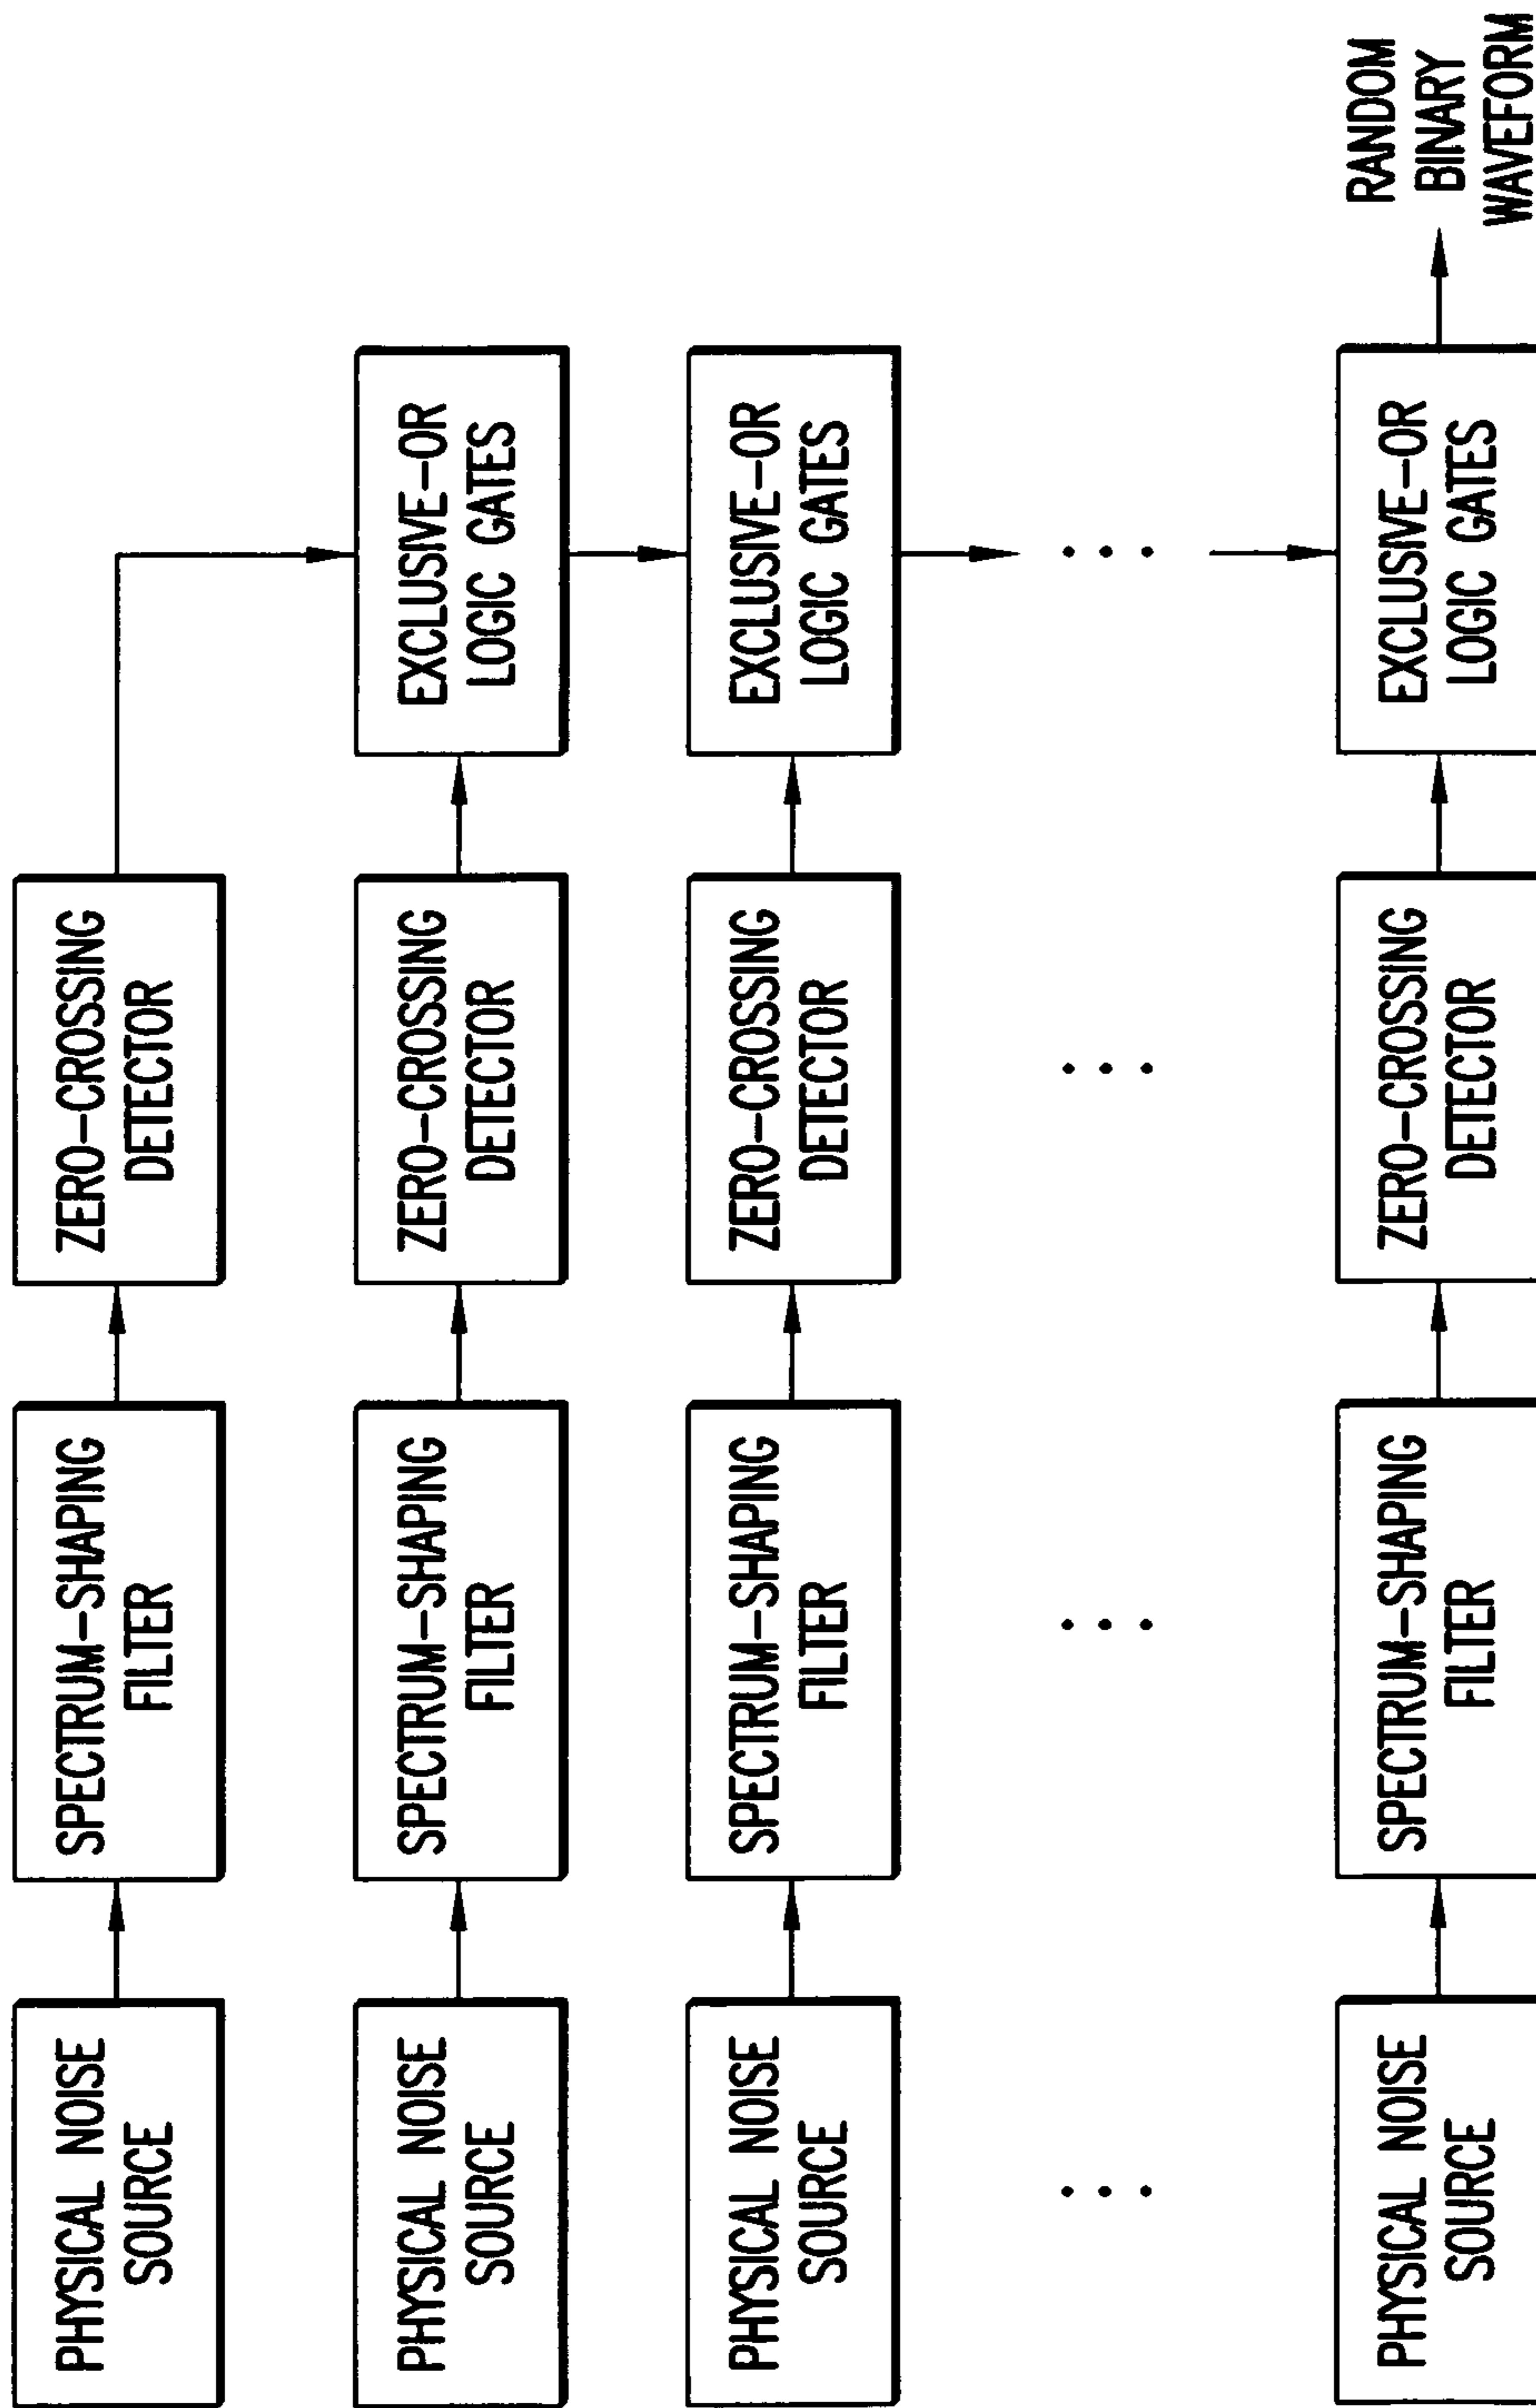 PHYSICAL NOISE
SOURCE
SPECTRUM-SHAPING
FILTER
ZERO-CROSSING
DETECTOR
PHYSICAL NOISE
SOURCE
SPECTRUM-SHAPING
FILTER
ZERO-CROSSING
DETECTOR
EXCLUSIVE-OR
LOGIC GATES
PHYSICAL NOISE
SOURCE
SPECTRUM-SHAPING
FILTER
ZERO-CROSSING
DETECTOR
EXCLUSIVE-OR
LOGIC GATES
PHYSICAL NOISE
SOURCE
SPECTRUM-SHAPING
FILTER
ZERO-CROSSING
DETECTOR
EXCLUSIVE-OR
LOGIC GATES
RANDOM
BINARY
WAVEFORM